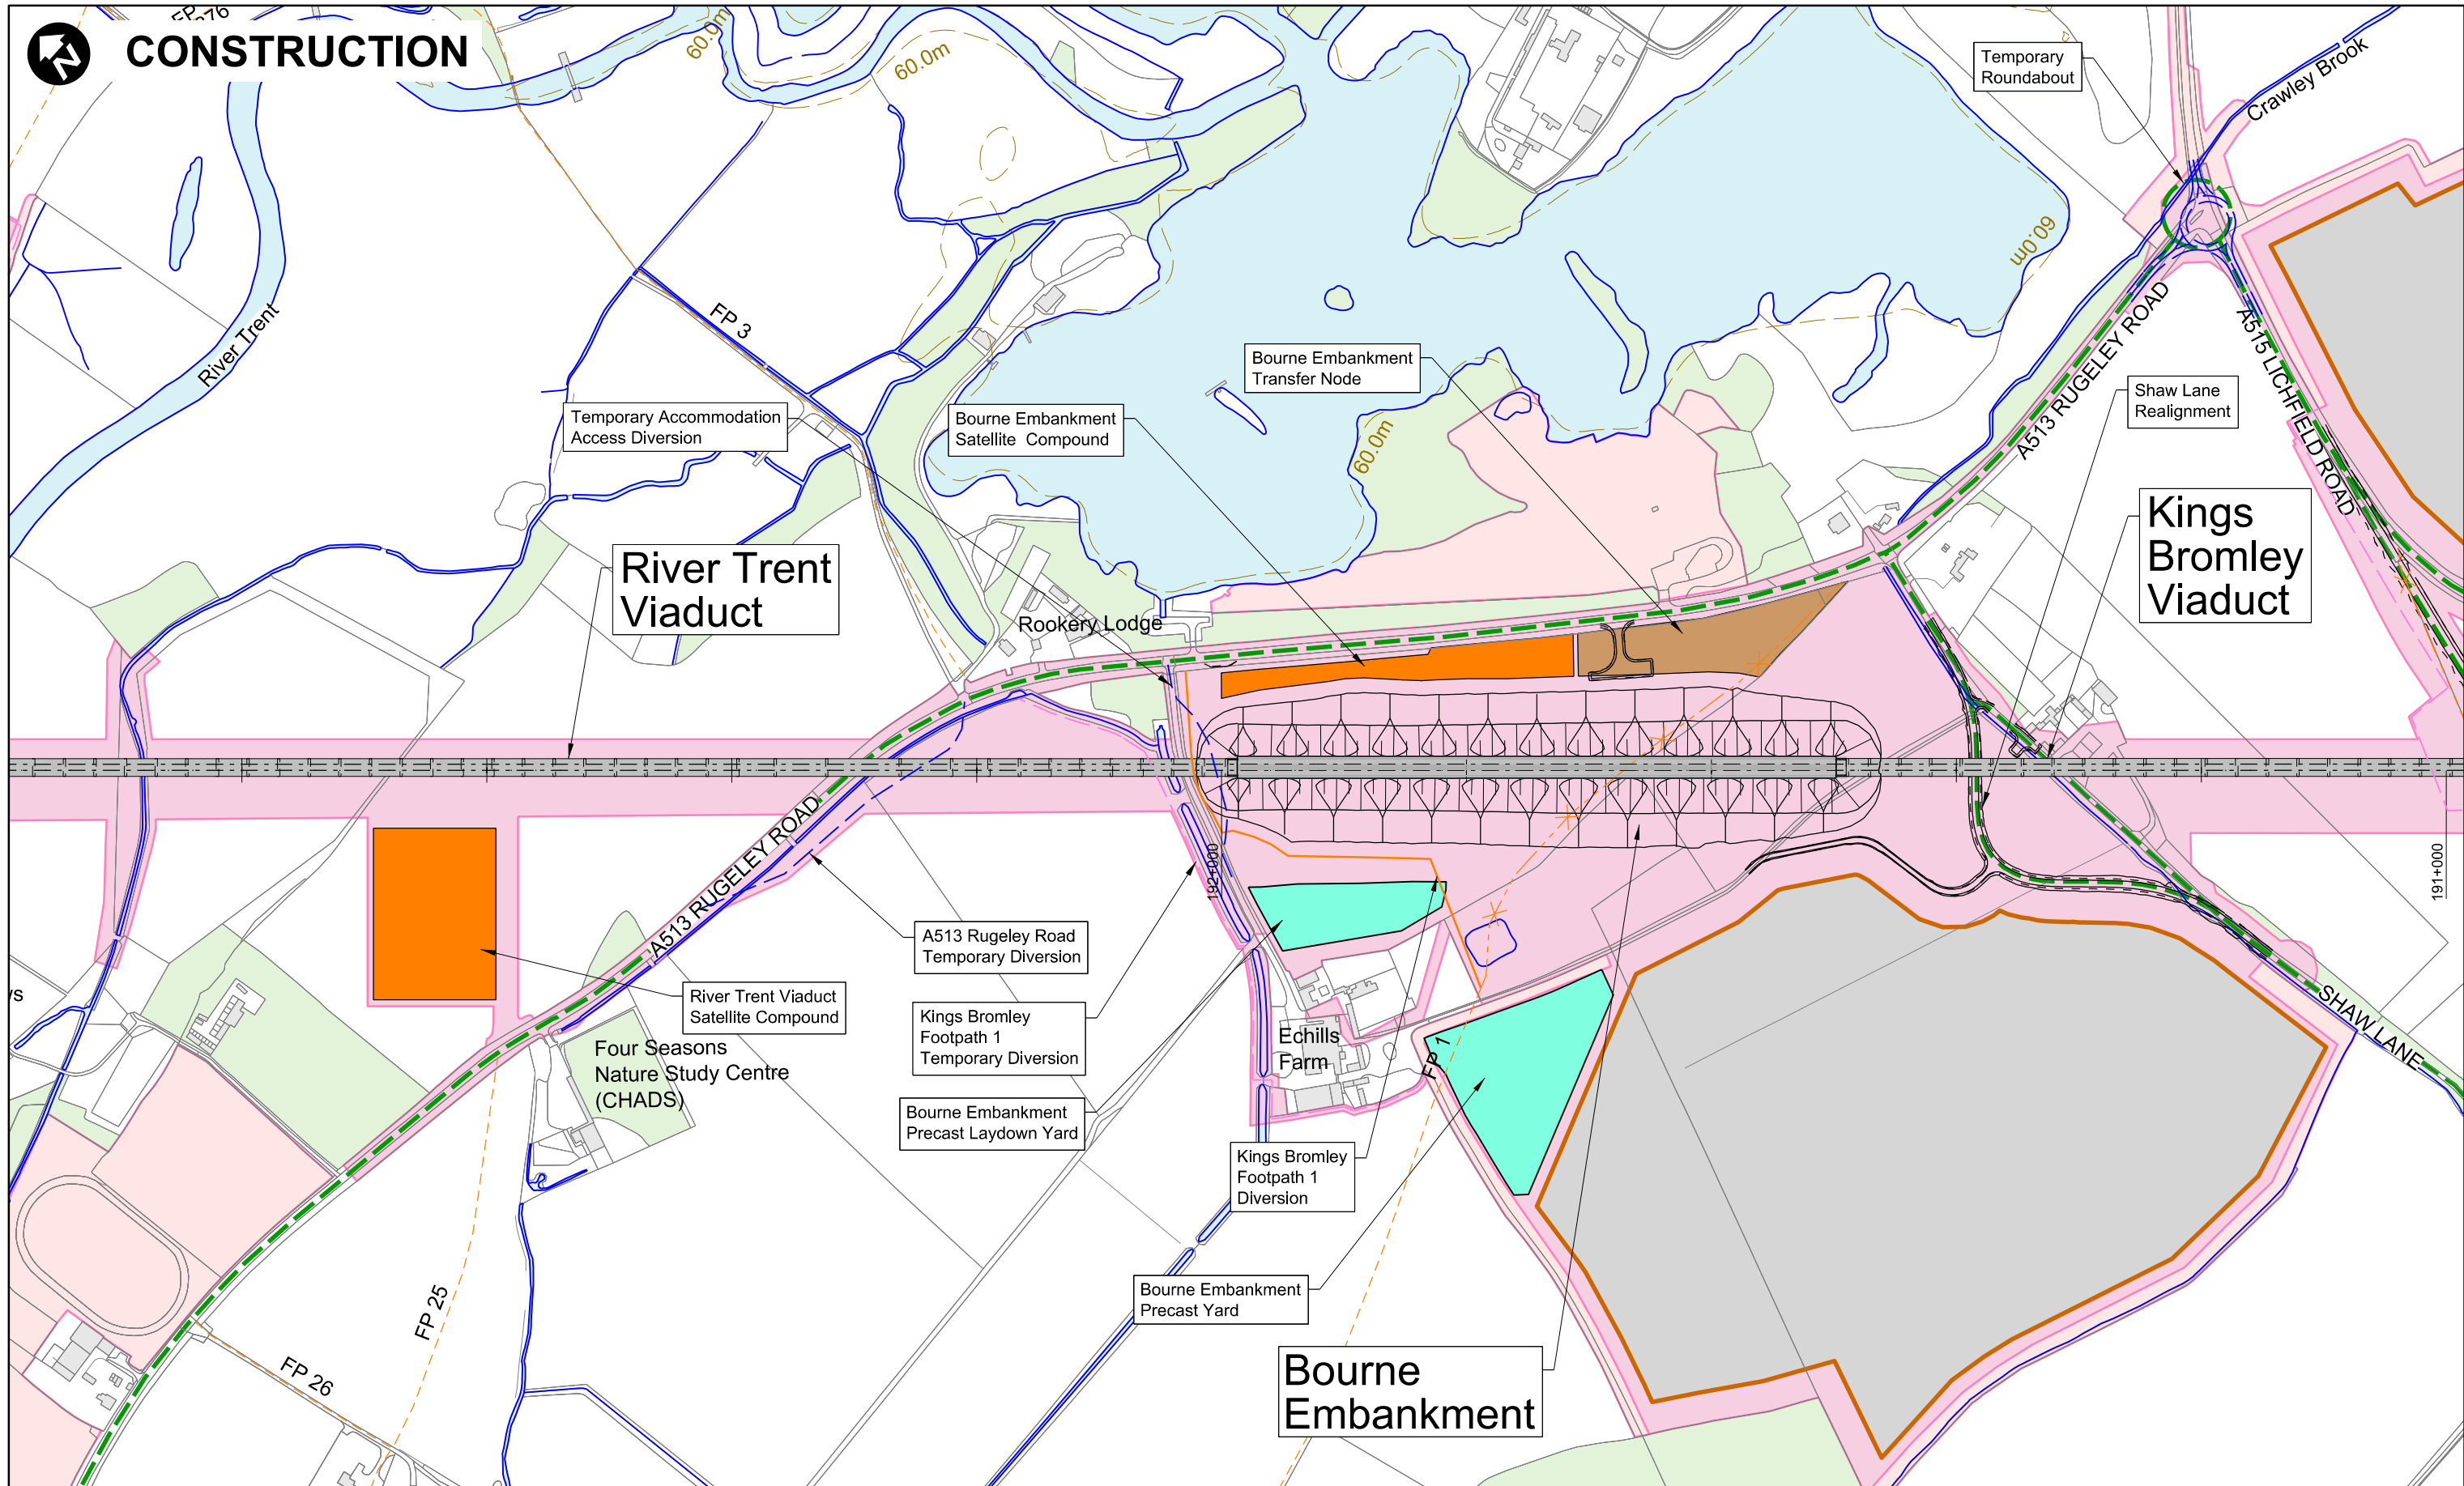 N
CONSTRUCTION
60.0m
60.0m
Temporary
Roundabout
Crawley Brook
60.0m
River Trent
FP 3
A513 RUGELEY ROAD
A515 LICHFIELD ROAD
Bourne Embankment
Transfer Node
Shaw Lane
Realignment
Temporary Accommodation
Access Diversion
Bourne Embankment
Satellite Compound
60.0m
Kings
Bromley
Viaduct
River Trent
Viaduct
Rookery Lodge
A513 RUGELEY ROAD
192+000
191+000
A513 Rugeley Road
Temporary Diversion
River Trent Viaduct
Satellite Compound
Kings Bromley
Footpath 1
Temporary Diversion
Four Seasons
Nature Study Centre
(CHADS)
Echills
Farm
FP 1
SHAW LANE
Bourne Embankment
Precast Laydown Yard
Kings Bromley
Footpath 1
Diversion
Bourne Embankment
Precast Yard
FP 25
FP 26
Bourne
Embankment